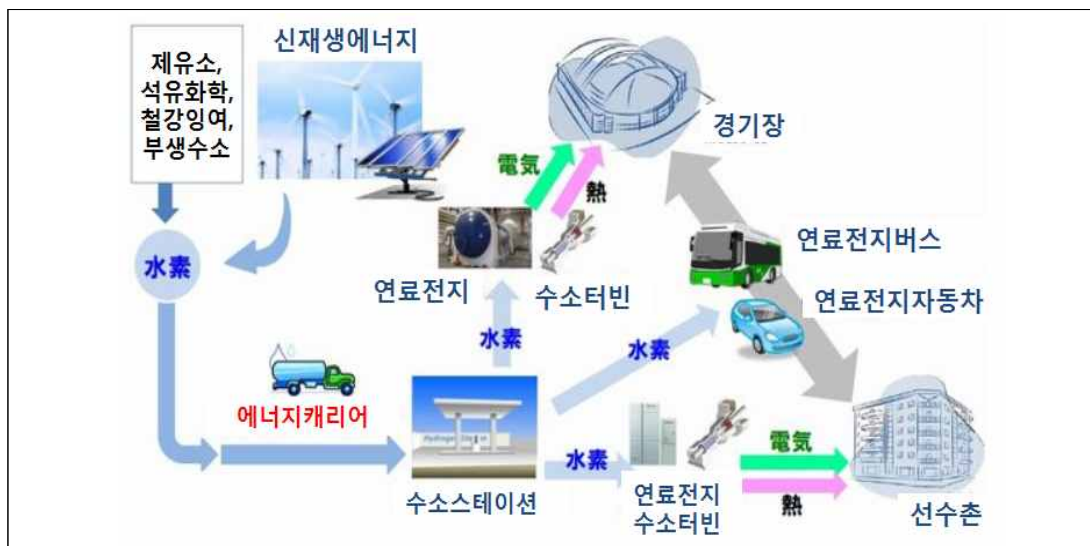 신재생에너지
제유소,
석유화학,
철강잉여,
부생수소
경기장
電気
熱
水素
연료전지
수소터빈
연료전지버스
연료전지자동차
水素
水素
에너지캐리어
수소스테이션
水素
연료전지
수소터빈
電気
熱
선수촌